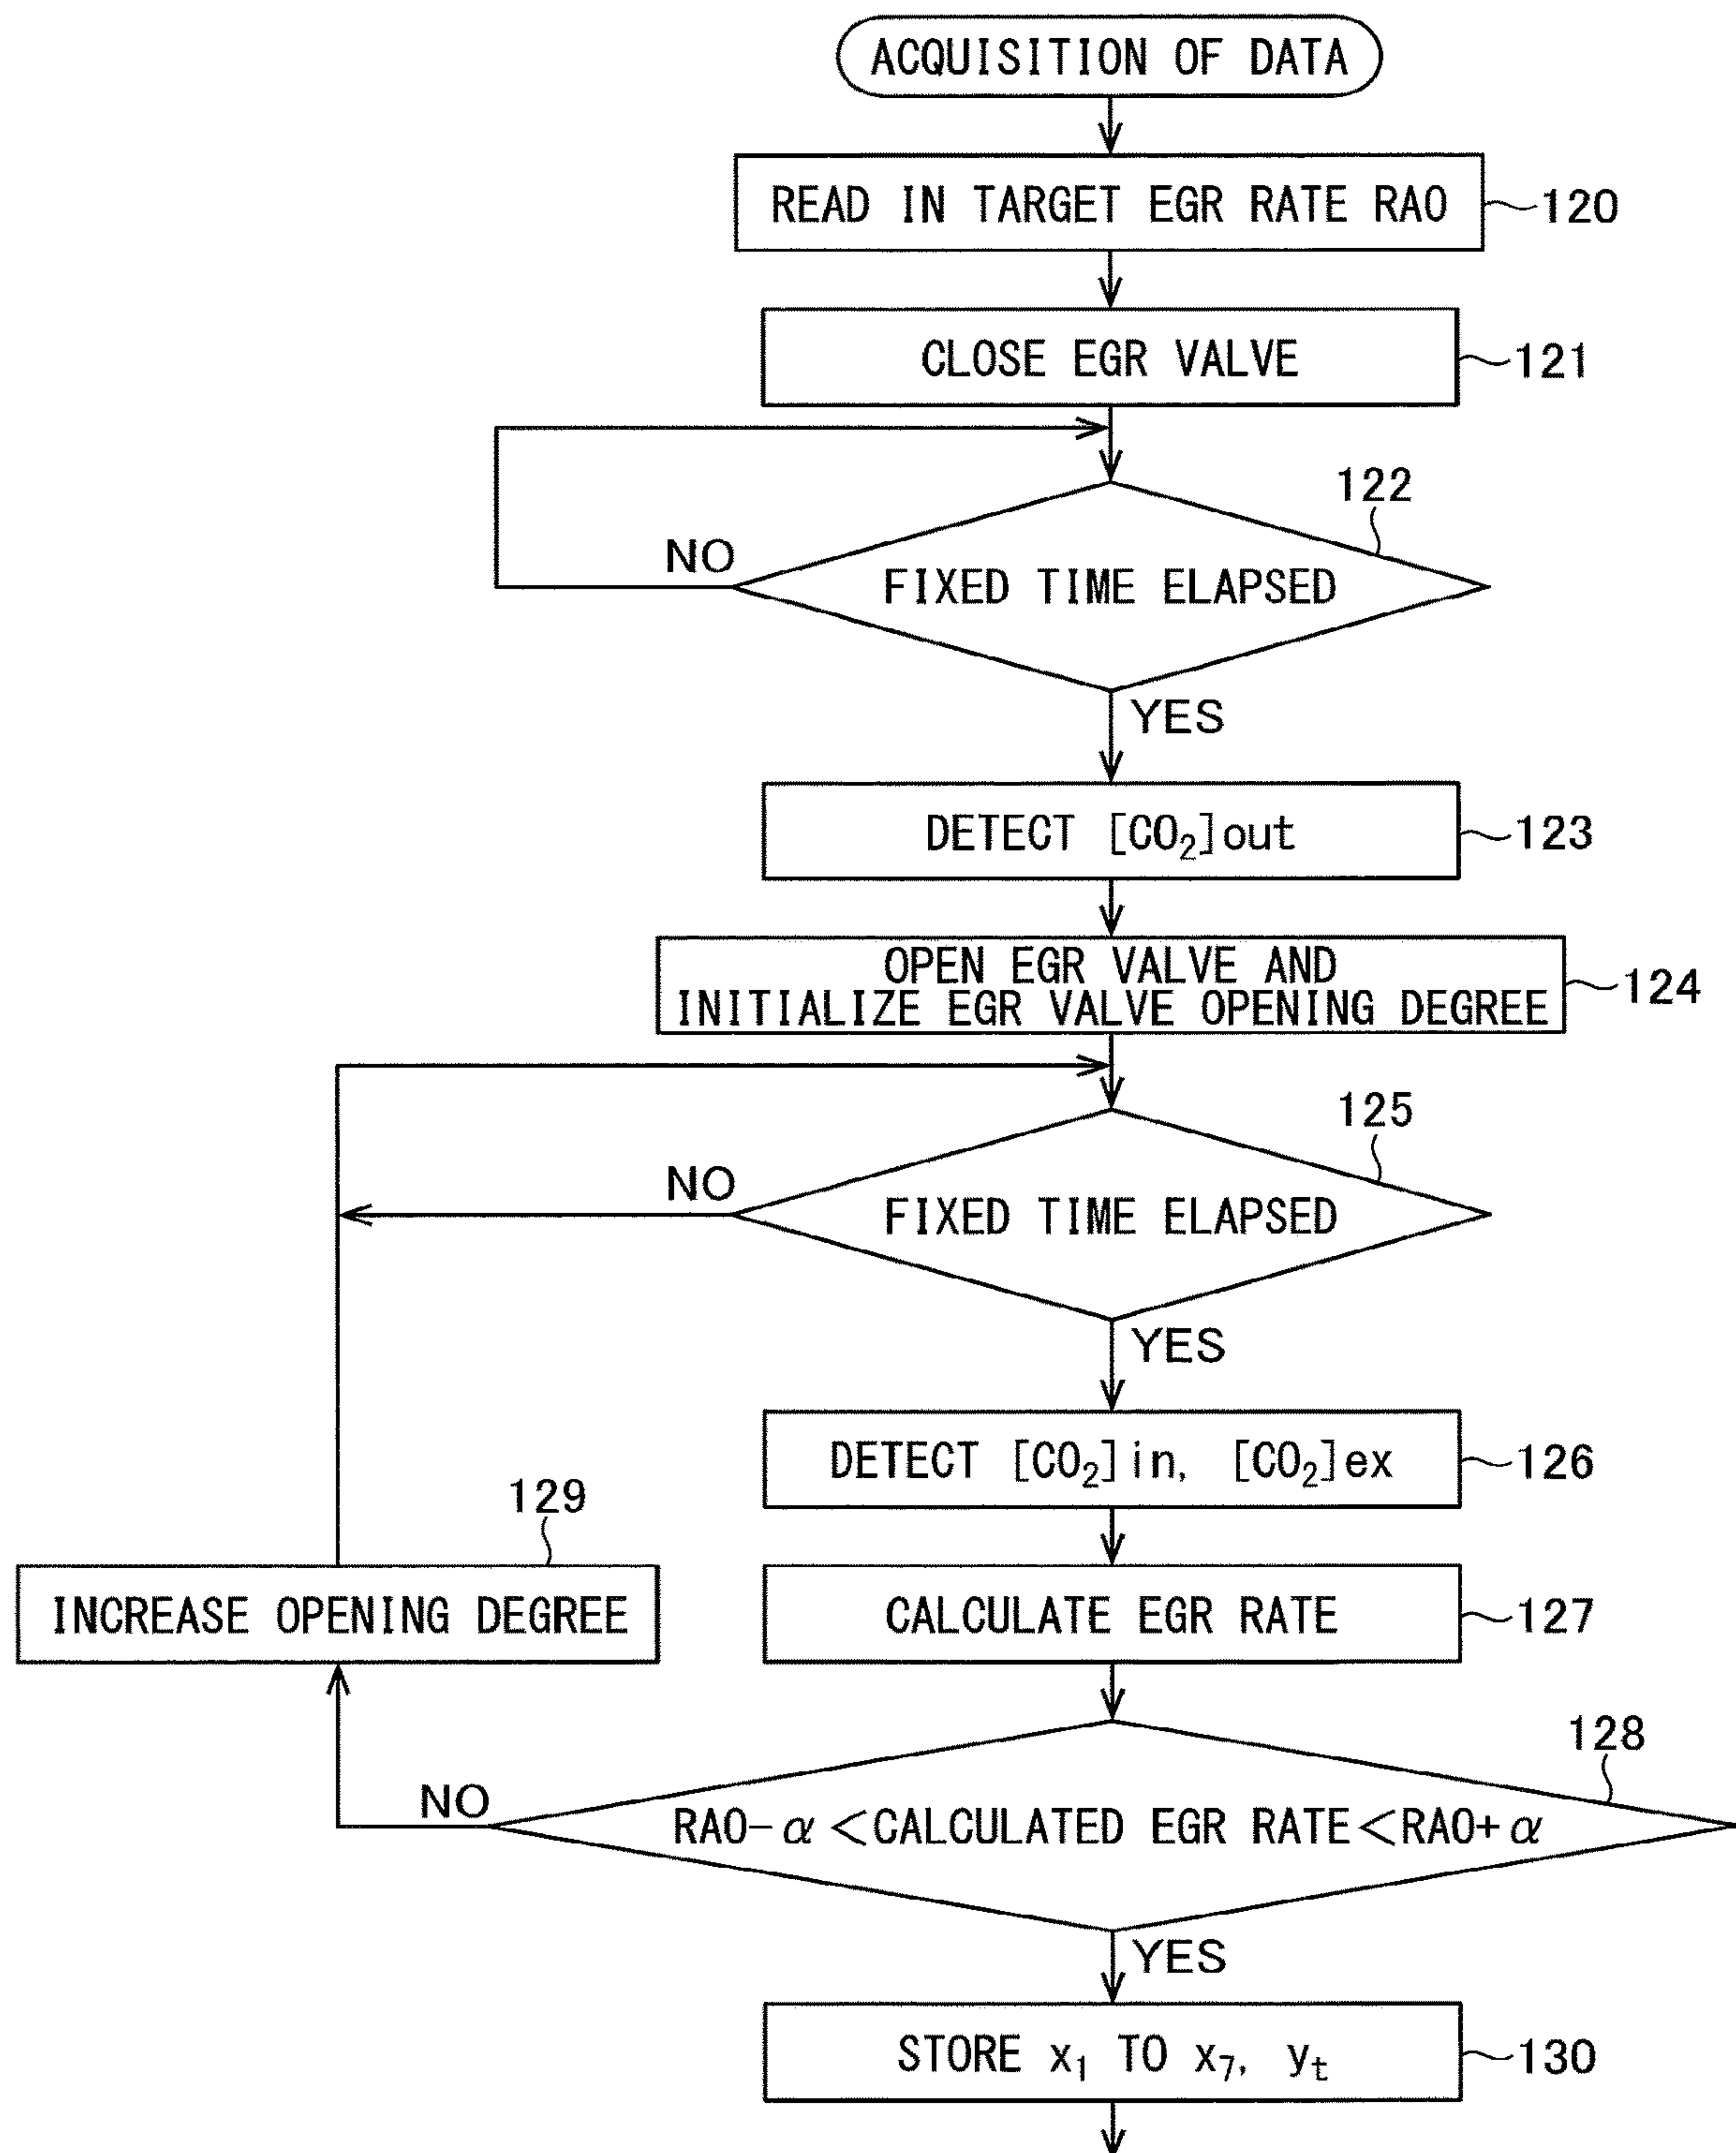 ACQUISITION OF DATA
READ IN TARGET EGR RATE RAO
120
CLOSE EGR VALVE
121
122
NO
FIXED TIME ELAPSED
YES
DETECT [CO₂]out
123
OPEN EGR VALVE AND
INITIALIZE EGR VALVE OPENING DEGREE
124
125
NO
FIXED TIME ELAPSED
YES
DETECT [CO₂]in, [CO₂]ex
126
129
INCREASE OPENING DEGREE
CALCULATE EGR RATE
127
128
NO
RAO-α<CALCULATED EGR RATE<RAO+α
YES
STORE x₁ TO x₇, yₜ
130